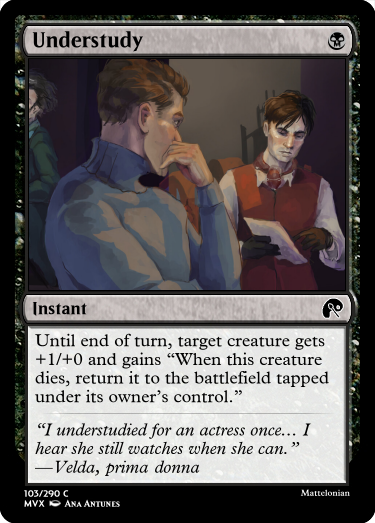 Understudy
Instant
Until end of turn, target creature gets
+1/+0 and gains “When this creature
dies, return it to the battlefield tapped
under its owner’s control.”
“I understudied for an actress once… I
hear she still watches when she can.”
—Velda, prima donna
103/290 C
Mattelonian
MVX Ana Antunes